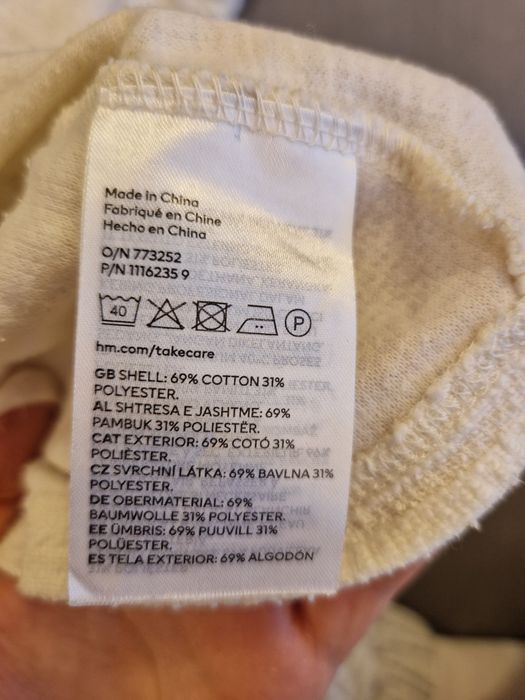 Made in China
Fabriqué en Chine
Hecho en China
O/N 773252
P/N 1116235 9
40
P
hm.com/takecare
GB SHELL: 69% COTTON 31%
POLYESTER.
AL SHTRESA E JASHTME: 69%
PAMBUK 31% POLIESTËR.
CAT EXTERIOR: 69% COTÓ 31%
POLIÈSTER.
CZ SVRCHNÍ LÁTKA: 69% BAVLNA 31%
POLYESTER.
DE OBERMATERIAL: 69%
BAUMWOLLE 31% POLYESTER.
EE ÜMBRIS: 69% PUUVILL 31%
POLÜESTER.
ES TELA EXTERIOR: 69% ALGODÓN